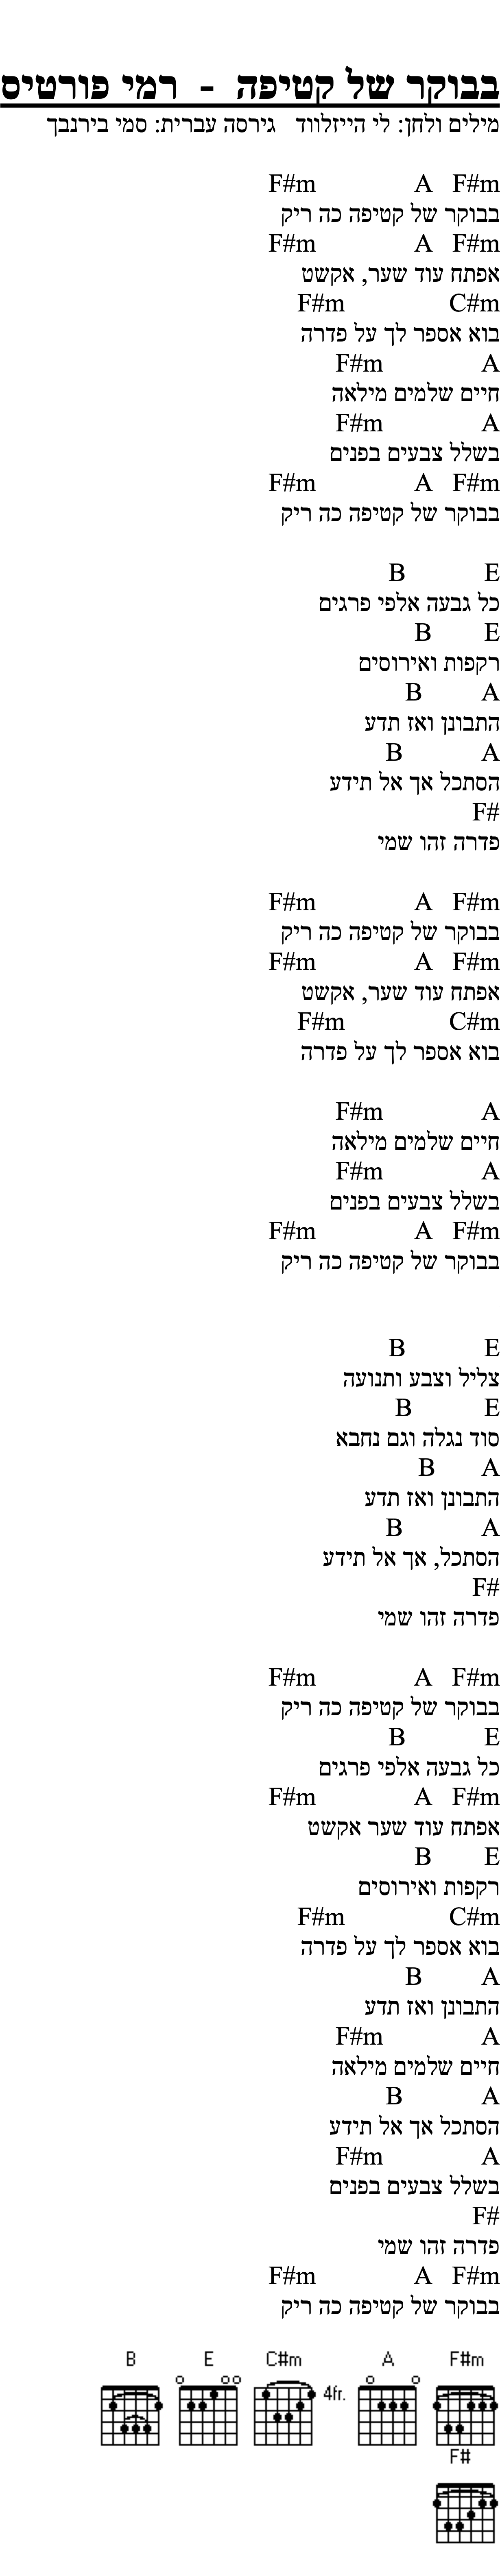 בבוקר של קטיפה - רמי פורטיס
מילים ולחן: לי הייזלווד גירסה עברית: סמי בירנבך
F#m A F#m
בבוקר של קטיפה כה ריק
F#m A F#m
אפתח עוד שער, אקשט
F#m C#m
בוא אספר לך על פדרה
F#m A
חיים שלמים מילאה
F#m A
בשלל צבעים בפנים
F#m A F#m
בבוקר של קטיפה כה ריק
B E
כל גבעה אלפי פרגים
B E
רקפות ואירוסים
B A
התבונן ואז תדע
B A
הסתכל אך אל תידע
F#
פדרה זהו שמי
F#m A F#m
בבוקר של קטיפה כה ריק
F#m A F#m
אפתח עוד שער, אקשט
F#m C#m
בוא אספר לך על פדרה
F#m A
חיים שלמים מילאה
F#m A
בשלל צבעים בפנים
F#m A F#m
בבוקר של קטיפה כה ריק
B E
צליל וצבע ותנועה
B E
סוד נגלה וגם נחבא
B A
התבונן ואז תדע
B A
הסתכל, אך אל תידע
F#
פדרה זהו שמי
F#m A F#m
בבוקר של קטיפה כה ריק
B E
כל גבעה אלפי פרגים
F#m A F#m
אפתח עוד שער אקשט
B E
רקפות ואירוסים
F#m C#m
בוא אספר לך על פדרה
B A
התבונן ואז תדע
F#m A
חיים שלמים מילאה
B A
הסתכל אך אל תידע
F#m A
בשלל צבעים בפנים
F#
פדרה זהו שמי
F#m A F#m
בבוקר של קטיפה כה ריק
B E C#m A F#m
4fr.
F#